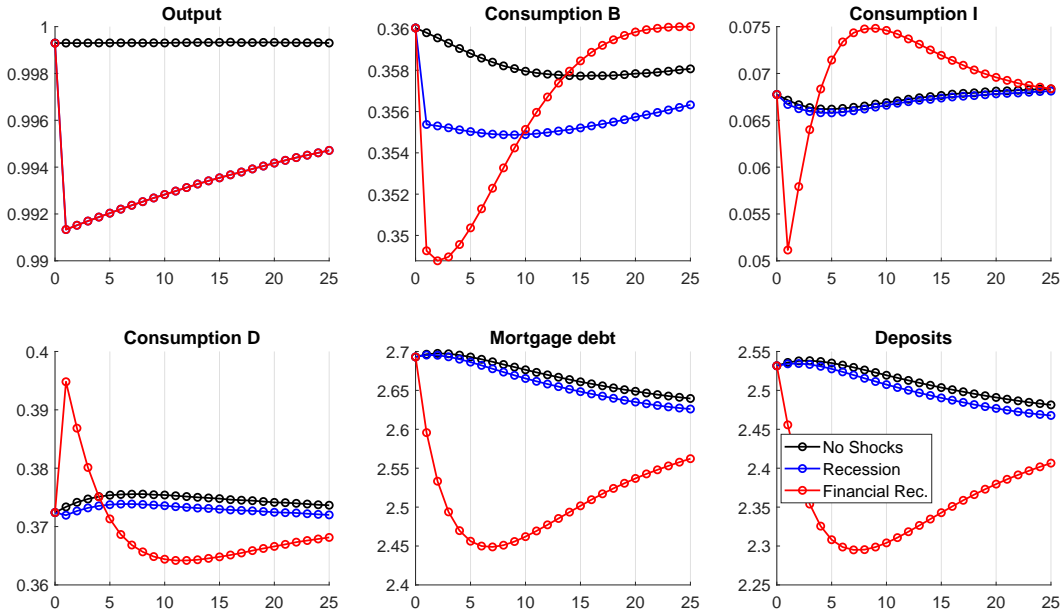 Output
1
0.998
0.996
0.994
0.992
0.99
0 5 10 15 20 25
Consumption B
0.36
0.358
0.356
0.354
0.352
0.35
0 5 10 15 20 25
Consumption I
0.075
0.07
0.065
0.06
0.055
0.05
0 5 10 15 20 25
Consumption D
0.4
0.39
0.38
0.37
0.36
0 5 10 15 20 25
Mortgage debt
2.7
2.65
2.6
2.55
2.5
2.45
2.4
0 5 10 15 20 25
Deposits
2.55
2.5
2.45
2.4
2.35
2.3
2.25
0 5 10 15 20 25
No Shocks
Recession
Financial Rec.